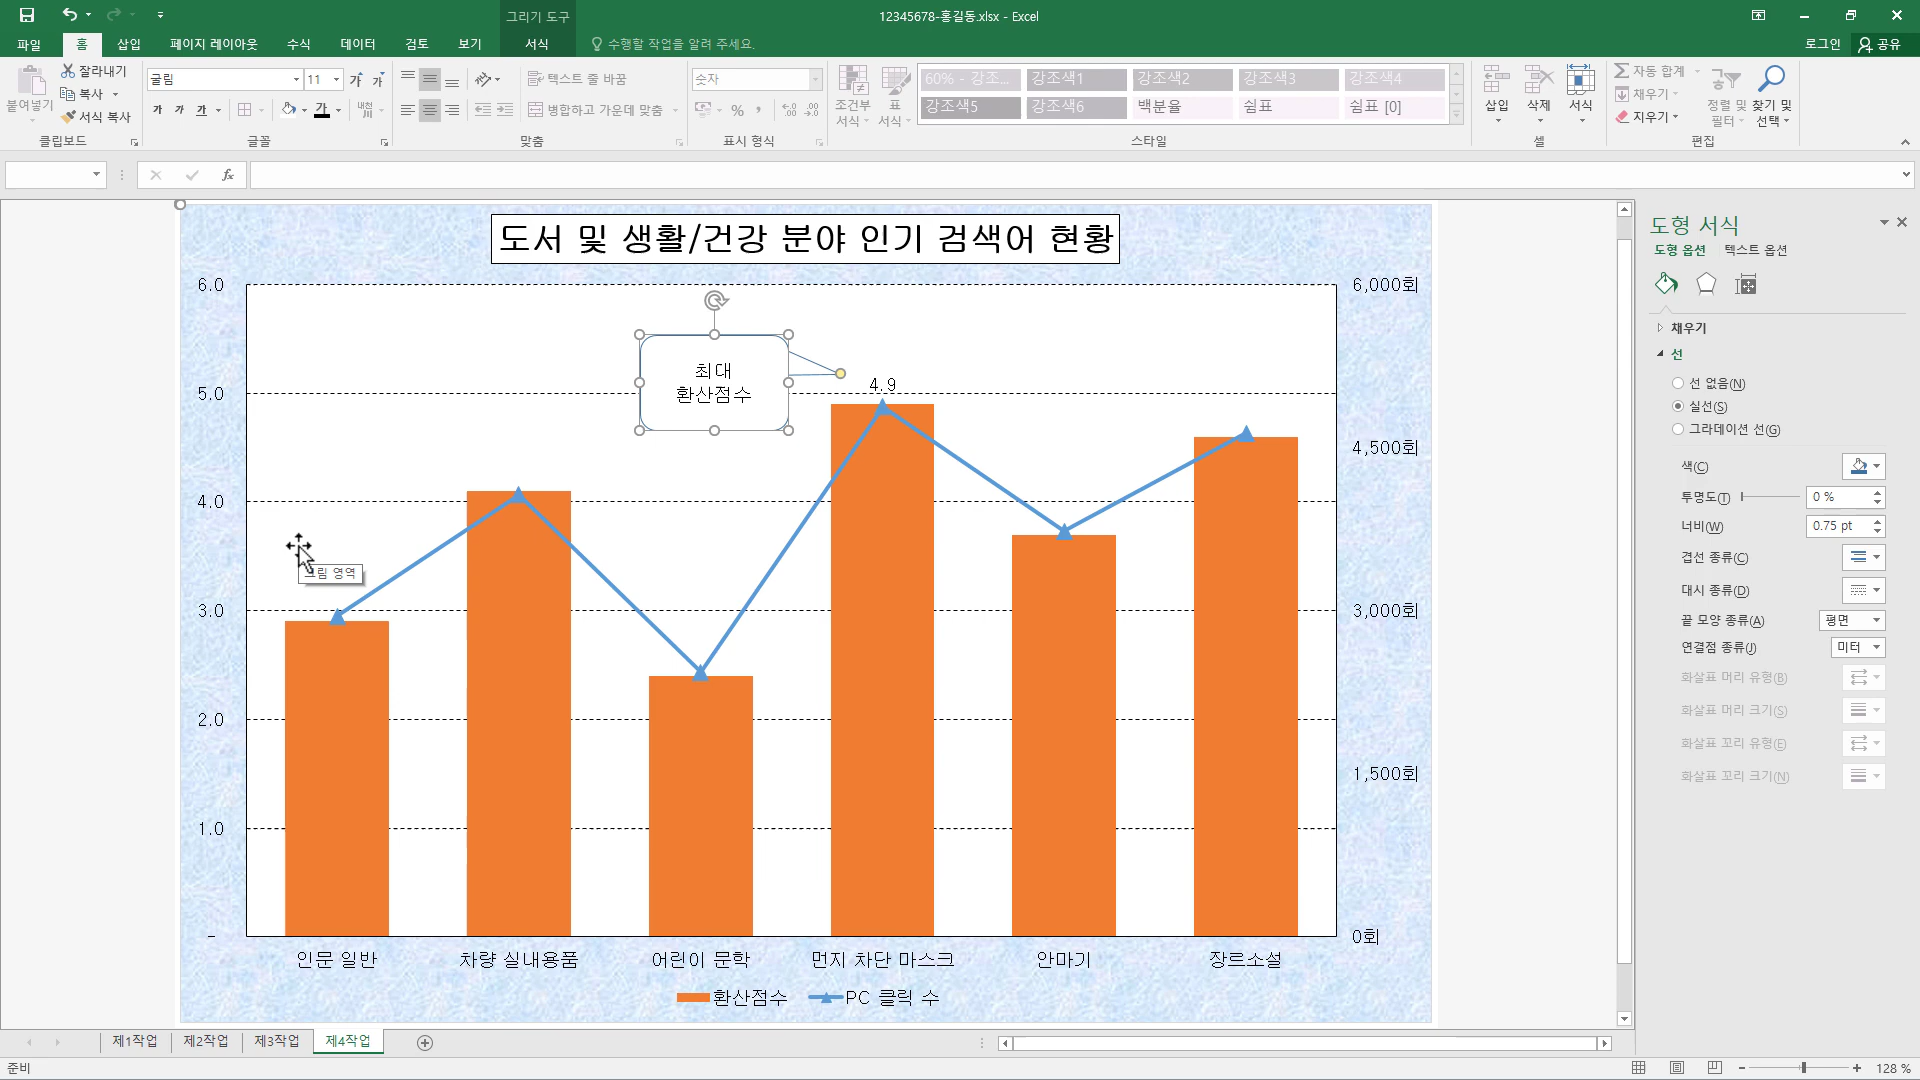 그리기 도구
12345678-홍길동.xlsx - Excel
파일 홈 삽입 페이지 레이아웃 수식 데이터 검토 보기 서식 수행할 작업을 알려 주세요. 로그인 공유
붙여넣기
잘라내기
복사
서식 복사
클립보드
굴림 11
가 가
가 가 가 가 내천
글꼴
텍스트 줄 바꿈
병합하고 가운데 맞춤
맞춤
숫자
% ,
표시 형식
조건부 서식
표 서식
60% - 강조... 강조색1 강조색2 강조색3 강조색4
강조색5 강조색6 백분율 쉼표 쉼표 [0]
스타일
삽입 삭제 서식
셀
자동 합계
채우기
지우기
정렬 및 필터
찾기 및 선택
편집
fx
도서 및 생활/건강 분야 인기 검색어 현황
6.0
5.0
4.0
3.0
2.0
1.0
-
6,000회
4,500회
3,000회
1,500회
0회
최대
환산점수
4.9
그림 영역
인문 일반 차량 실내용품 어린이 문학 먼지 차단 마스크 안마기 장르소설
환산점수 PC 클릭 수
도형 서식
도형 옵션 텍스트 옵션
채우기
선
선 없음(N)
실선(S)
그라데이션 선(G)
색(C)
투명도(T) 0 %
너비(W) 0.75 pt
겹선 종류(C)
대시 종류(D)
끝 모양 종류(A) 평면
연결점 종류(J) 미터
화살표 머리 유형(B)
화살표 머리 크기(S)
화살표 꼬리 유형(E)
화살표 꼬리 크기(N)
제1작업 제2작업 제3작업 제4작업
준비
128 %